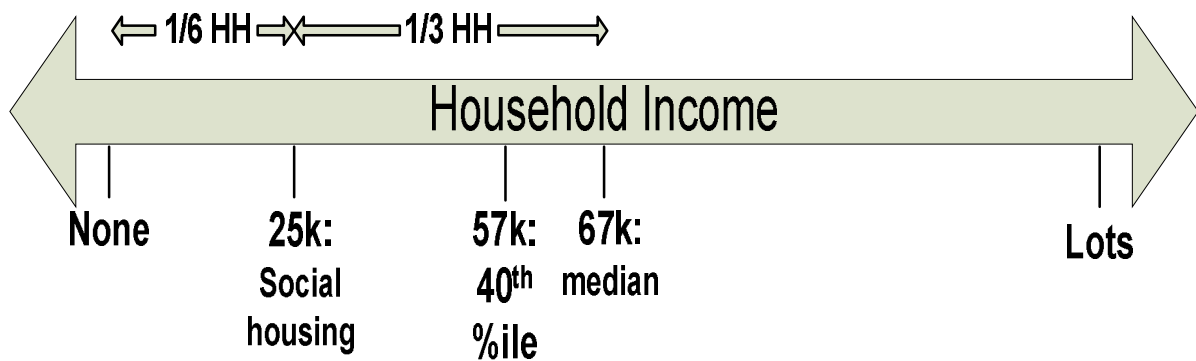 1/6 HH 1/3 HH
Household Income
None 25k: 57k: 67k: Lots
Social 40th median
housing %ile